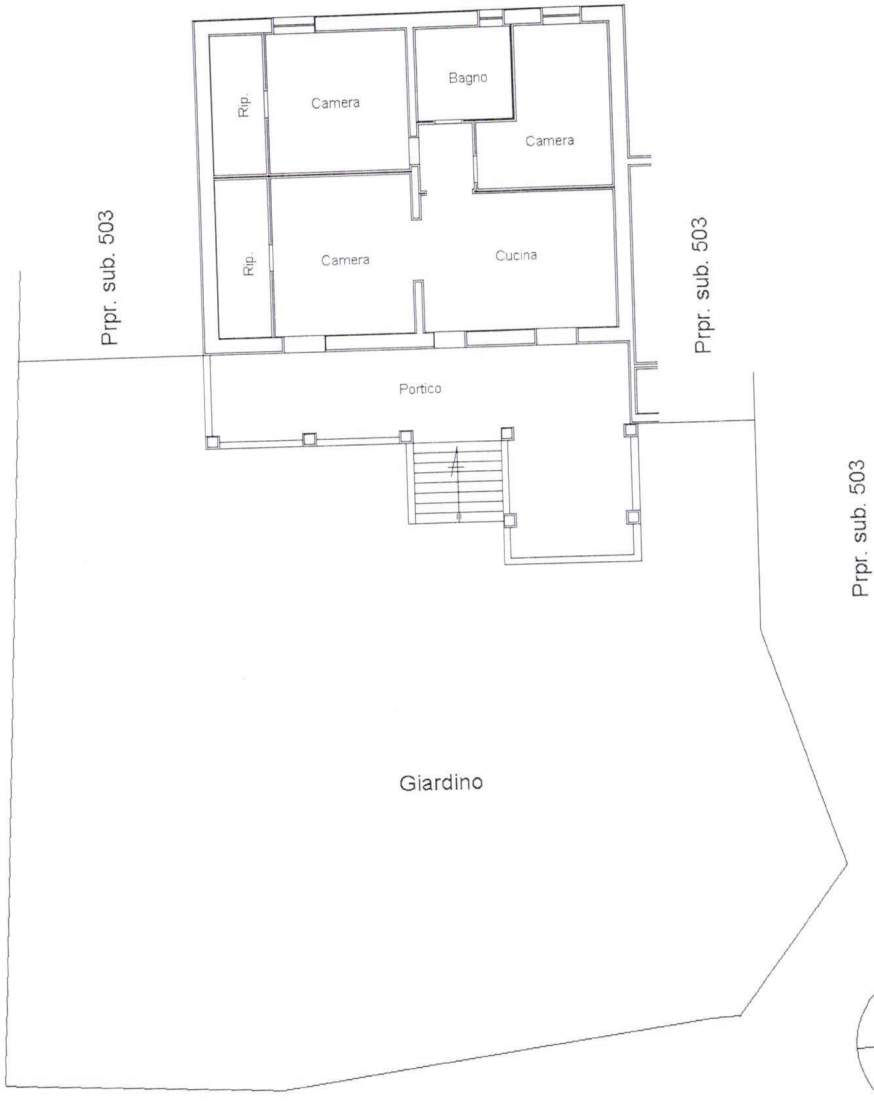 Bagno
Rip.
Camera
Camera
Prpr. sub. 503
Rip.
Camera
Cucina
Prpr. sub. 503
Portico
Prpr. sub. 503
Giardino